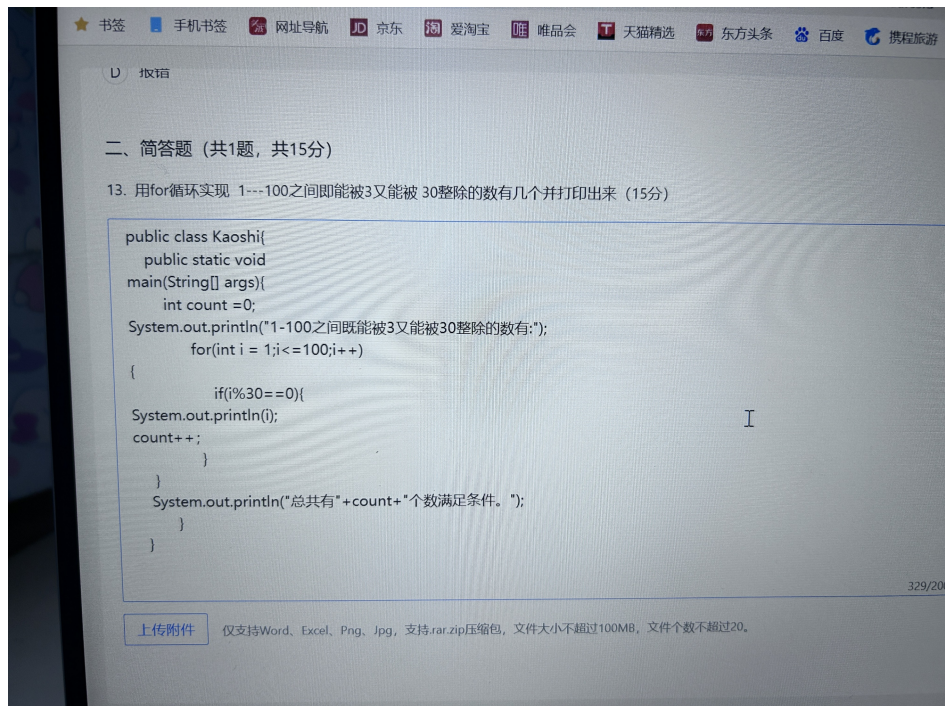 书签 手机书签 网址导航 JD 京东 淘 爱淘宝 唯 唯品会 T 天猫精选 东方 东方头条 百度 携程旅游
D 报错
二、简答题（共1题，共15分）
13. 用for循环实现 1---100之间即能被3又能被 30整除的数有几个并打印出来（15分）
public class Kaoshi{
public static void
main(String[] args){
int count =0;
System.out.println("1-100之间既能被3又能被30整除的数有:");
for(int i = 1;i<=100;i++)
{
if(i%30==0){
System.out.println(i);
count++;
}
}
System.out.println("总共有"+count+"个数满足条件。");
}
}
329/200
上传附件 仅支持Word、Excel、Png、Jpg，支持.rar.zip压缩包，文件大小不超过100MB，文件个数不超过20。